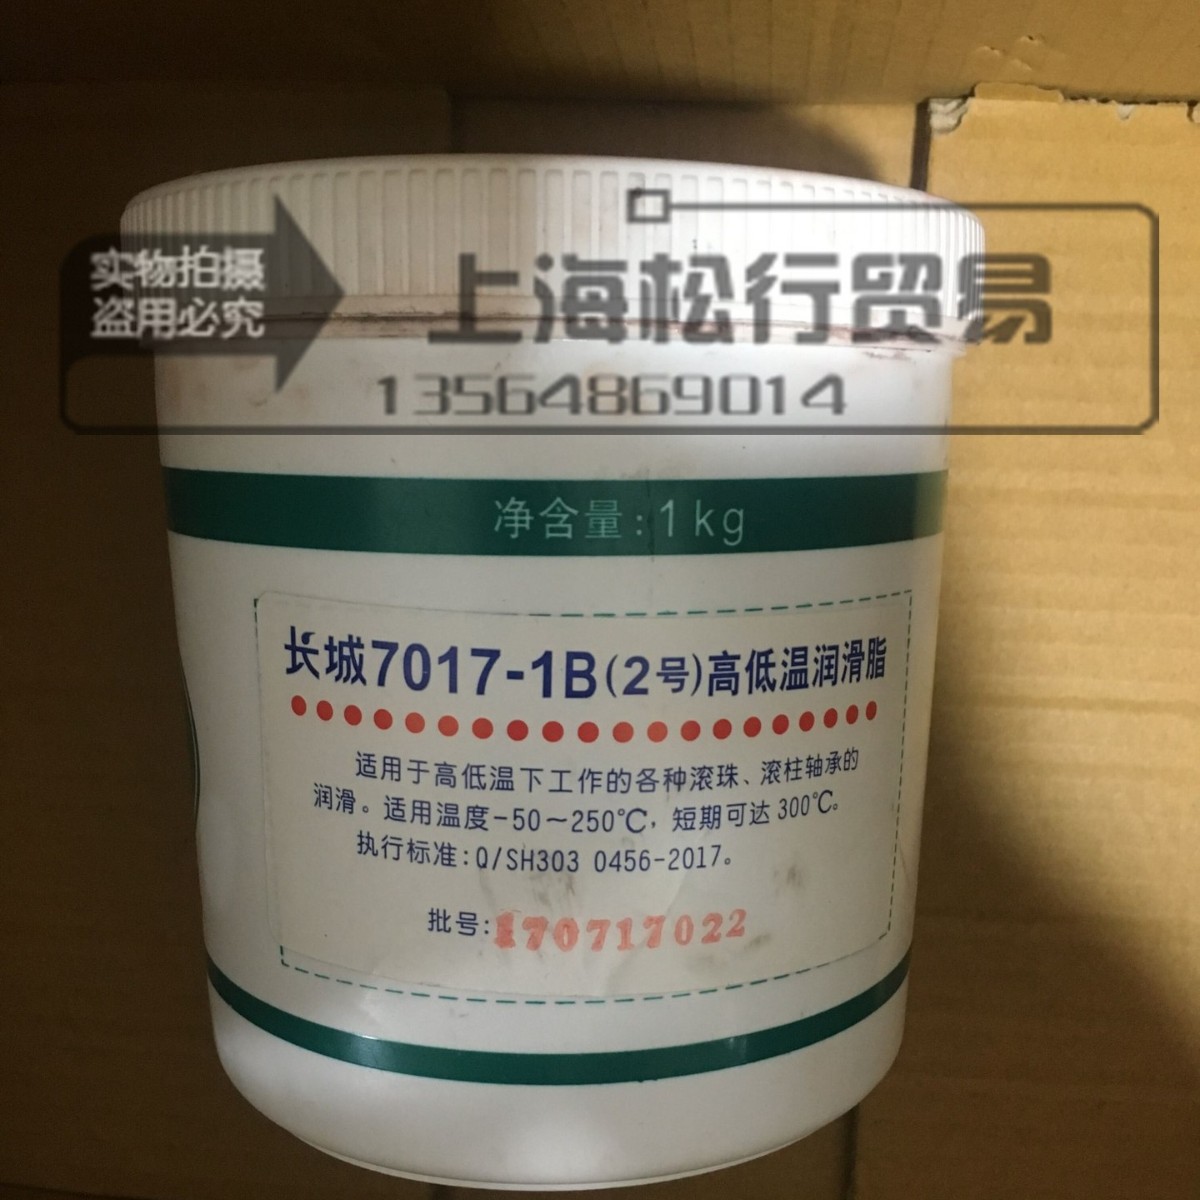 实物拍摄
盗用必究
上海松行贸易
13564869014
净含量:1kg
长城7017-1B(2号)高低温润滑脂
适用于高低温下工作的各种滚珠、滚柱轴承的
润滑。适用温度-50~250℃,短期可达300℃。
执行标准:Q/SH303 0456-2017。
批号:170717022